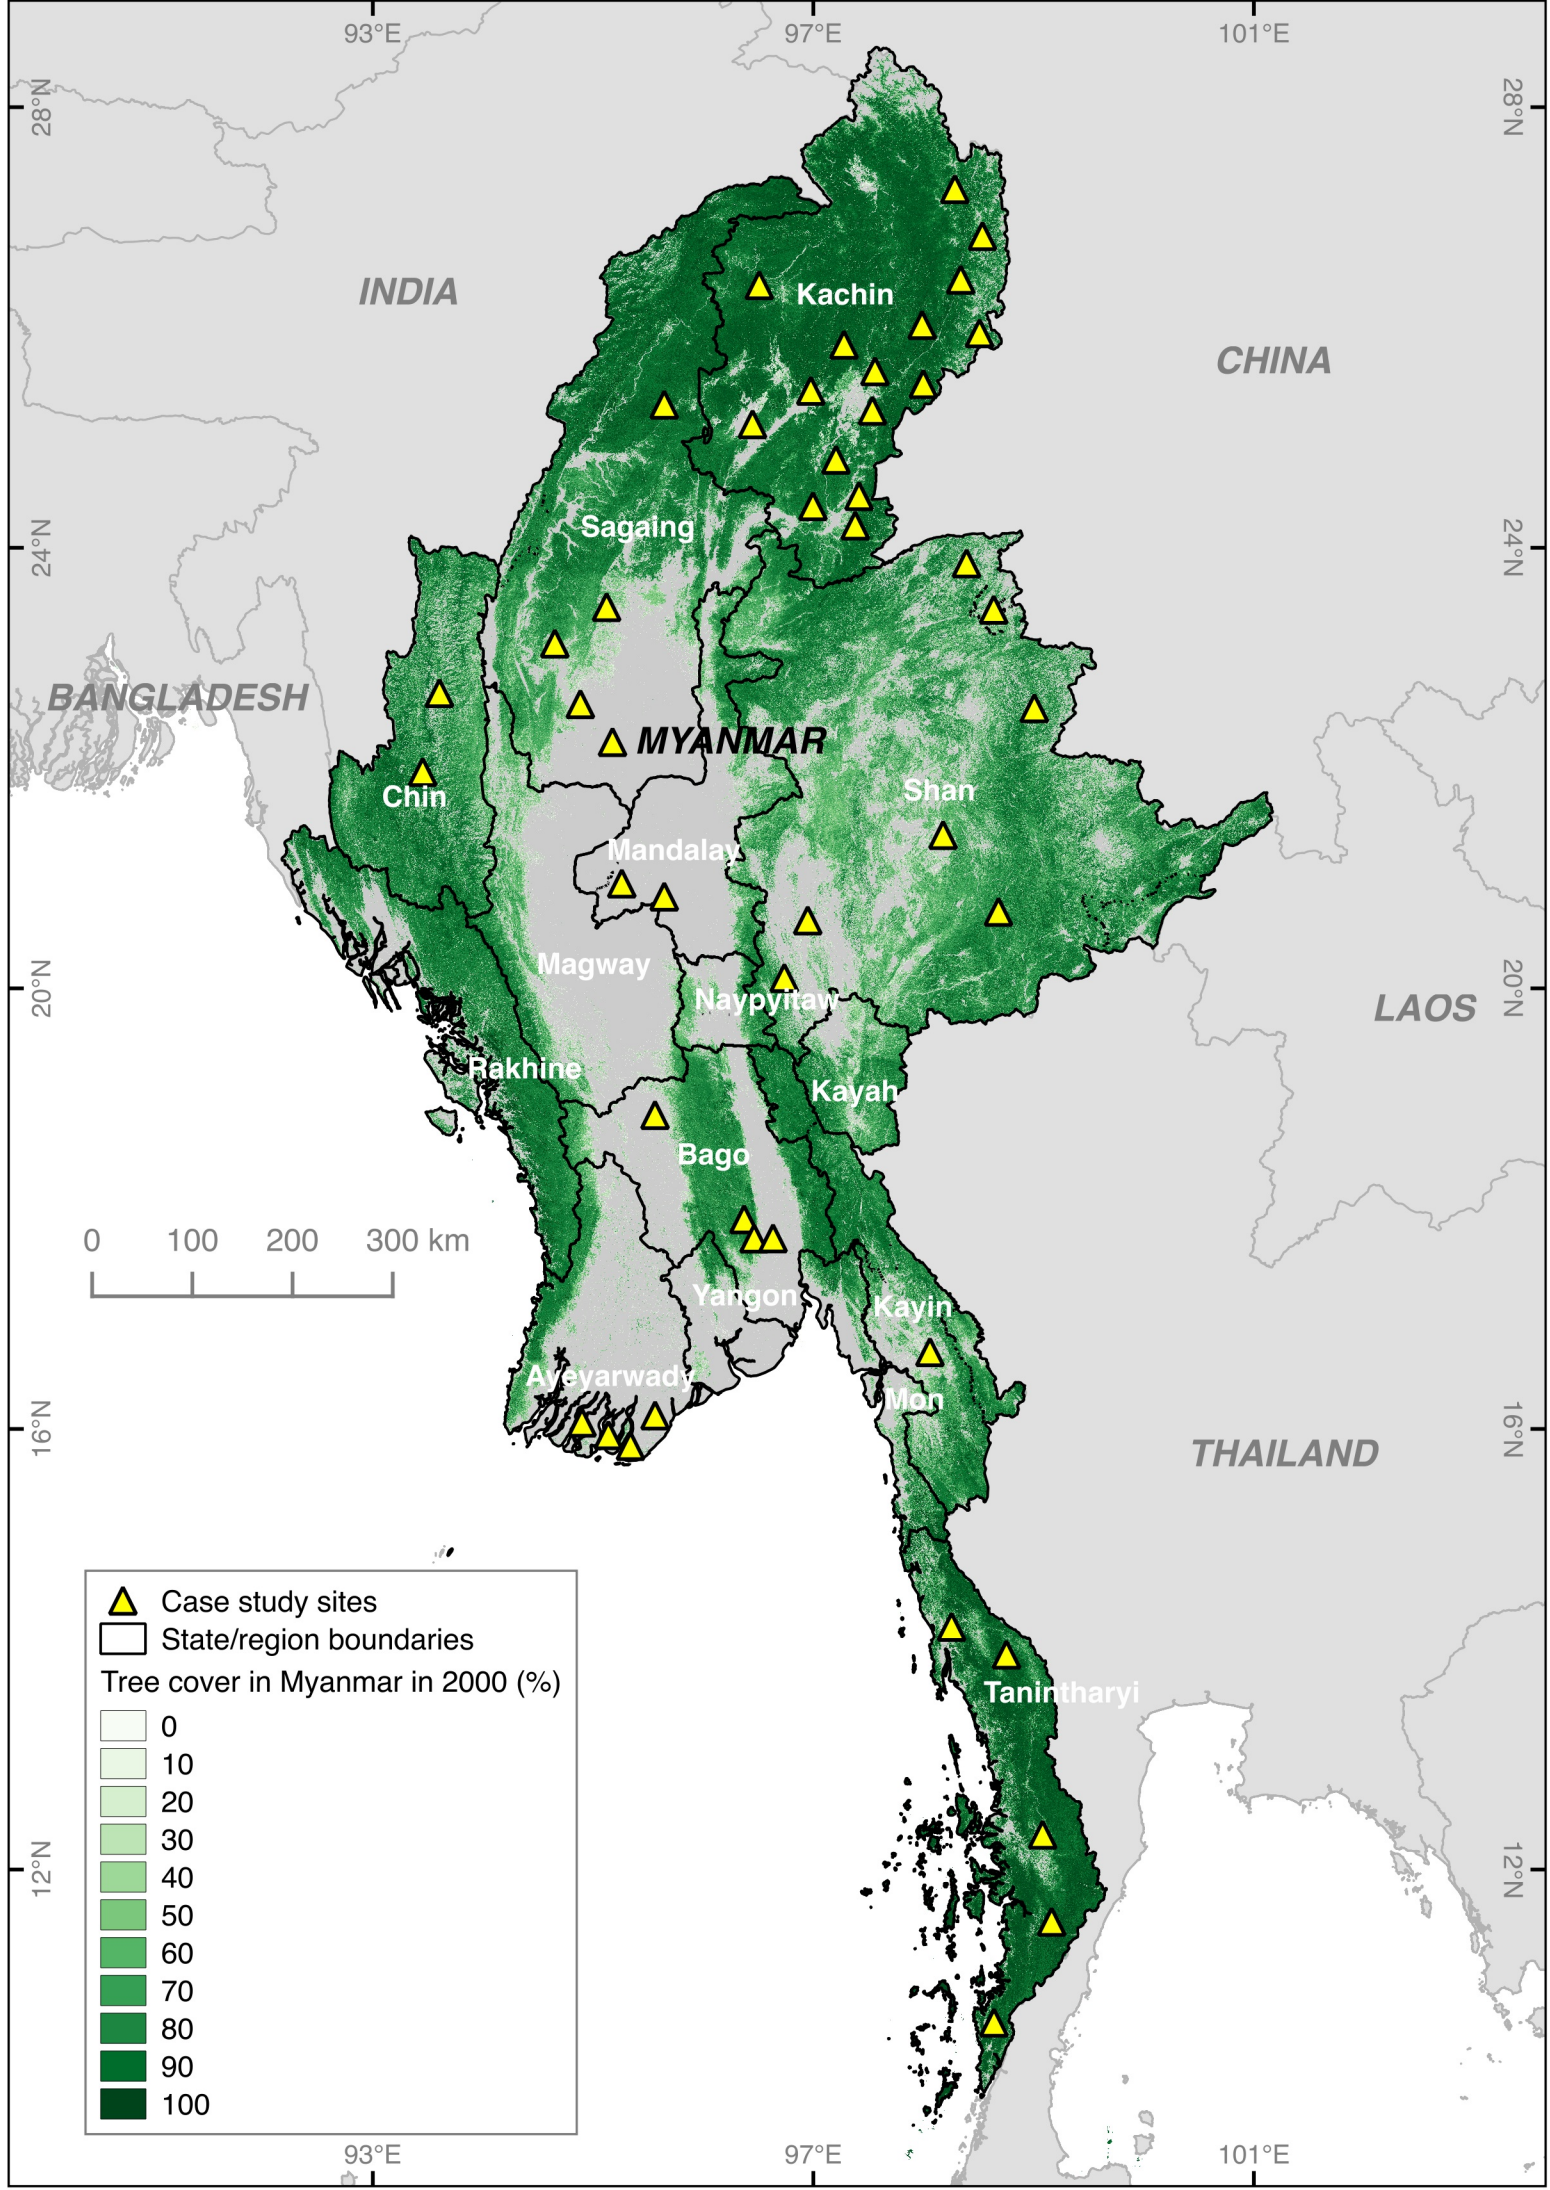 93°E 97°E 101°E
28°N 28°N
INDIA
Kachin
CHINA
Sagaing
24°N 24°N
BANGLADESH
MYANMAR
Chin
Shan
Mandalay
Magway
Naypyitaw
20°N 20°N
LAOS
Rakhine
Kayah
Bago
0 100 200 300 km
Yangon
Kayin
Ayeyarwady
Mon
16°N 16°N
THAILAND
Case study sites
State/region boundaries
Tree cover in Myanmar in 2000 (%)
Tanintharyi
0
10
20
30
40
50
60
70
80
90
100
12°N 12°N
93°E 97°E 101°E